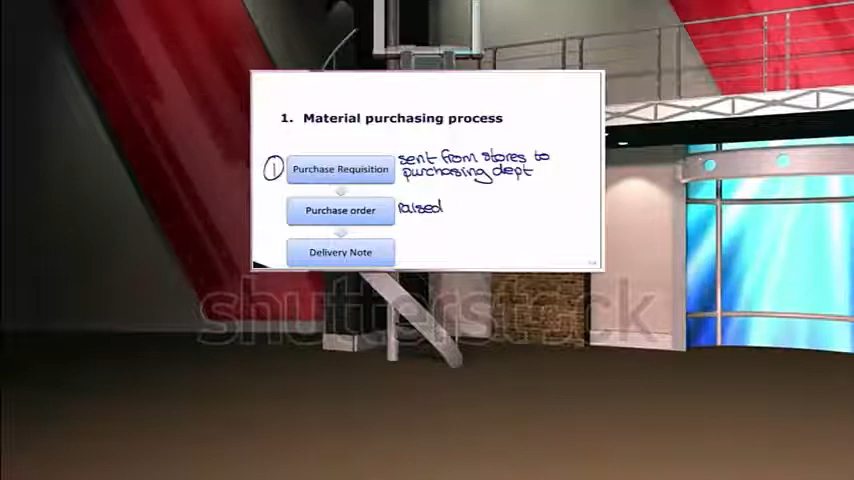 1. Material purchasing process
① Purchase Requisition sent from stores to
purchasing dept
Purchase order raised
Delivery Note
shutterstock